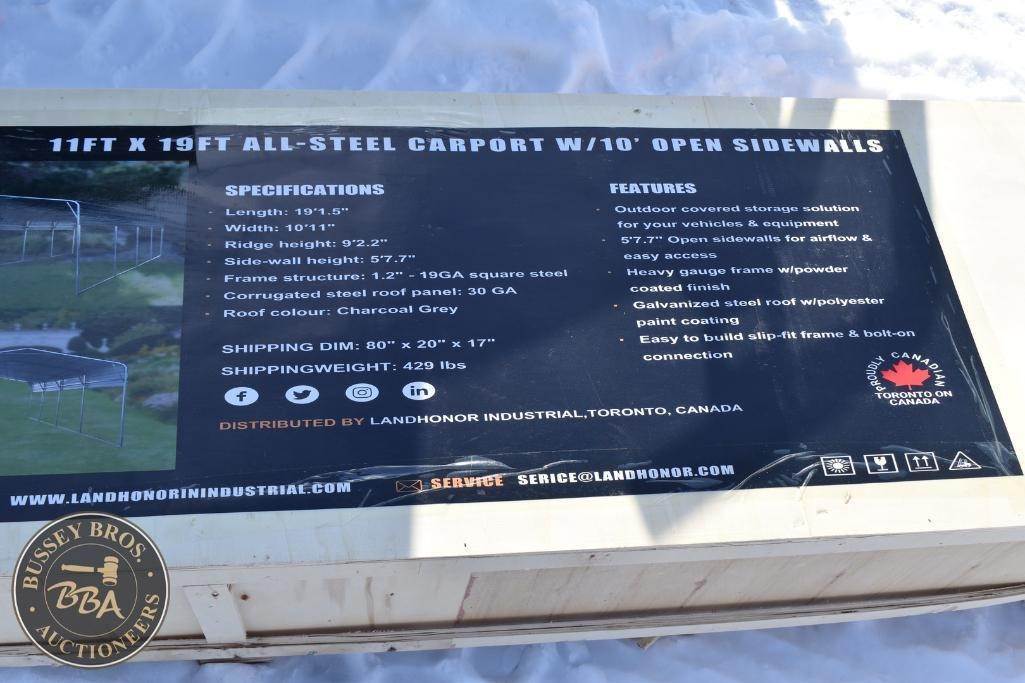 11FT X 19FT ALL-STEEL CARPORT W/10' OPEN SIDEWALLS
SPECIFICATIONS
Length: 19'1.5"
Width: 10'11"
Ridge height: 9'2.2"
Side-wall height: 5'7.7"
Frame structure: 1.2" - 19GA square steel
Corrugated steel roof panel: 30 GA
Roof colour: Charcoal Grey
SHIPPING DIM: 80" x 20" x 17"
SHIPPINGWEIGHT: 429 lbs
FEATURES
Outdoor covered storage solution
for your vehicles & equipment
5'7.7" Open sidewalls for airflow &
easy access
Heavy gauge frame w/powder
coated finish
Galvanized steel roof w/polyester
paint coating
Easy to build slip-fit frame & bolt-on
connection
PROUDLY CANADIAN
TORONTO ON
CANADA
DISTRIBUTED BY LANDHONOR INDUSTRIAL,TORONTO, CANADA
WWW.LANDHONORININDUSTRIAL.COM
SERVICE SERICE@LANDHONOR.COM
BUSSEY BROS.
BBA
AUCTIONEERS